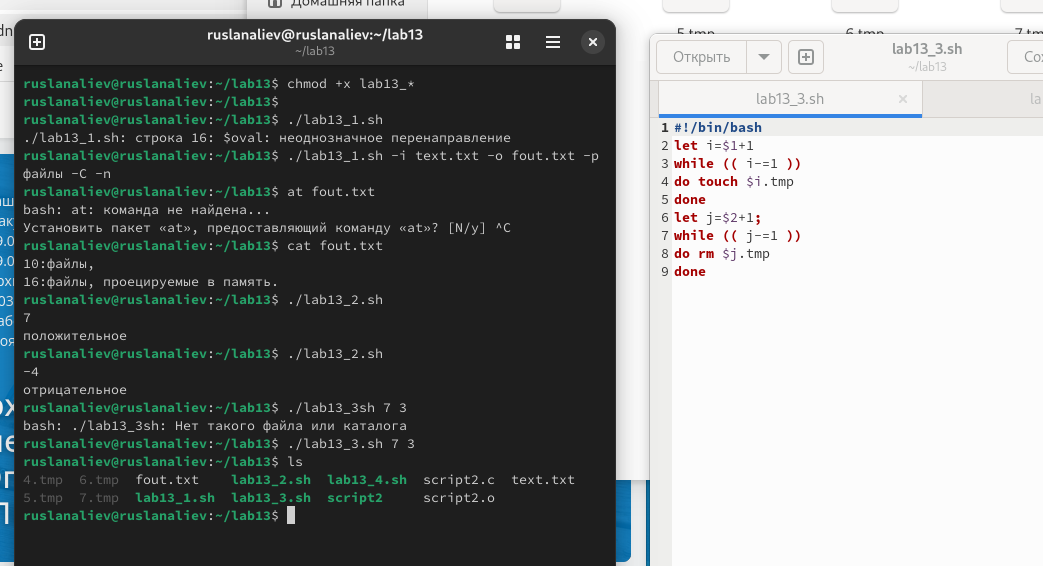 Домашняя папка
ruslanaliev@ruslanaliev:~/lab13
~/lab13
ruslanaliev@ruslanaliev:~/lab13$ chmod +x lab13_*
ruslanaliev@ruslanaliev:~/lab13$
ruslanaliev@ruslanaliev:~/lab13$ ./lab13_1.sh
./lab13_1.sh: строка 16: $oval: неоднозначное перенаправление
ruslanaliev@ruslanaliev:~/lab13$ ./lab13_1.sh -i text.txt -o fout.txt -p
файлы -C -n
ruslanaliev@ruslanaliev:~/lab13$ at fout.txt
bash: at: команда не найдена...
Установить пакет «at», предоставляющий команду «at»? [N/y] ^C
ruslanaliev@ruslanaliev:~/lab13$ cat fout.txt
10:файлы,
16:файлы, проецируемые в память.
ruslanaliev@ruslanaliev:~/lab13$ ./lab13_2.sh
7
положительное
ruslanaliev@ruslanaliev:~/lab13$ ./lab13_2.sh
-4
отрицательное
ruslanaliev@ruslanaliev:~/lab13$ ./lab13_3sh 7 3
bash: ./lab13_3sh: Нет такого файла или каталога
ruslanaliev@ruslanaliev:~/lab13$ ./lab13_3.sh 7 3
ruslanaliev@ruslanaliev:~/lab13$ ls
4.tmp 6.tmp fout.txt lab13_2.sh lab13_4.sh script2.c text.txt
5.tmp 7.tmp lab13_1.sh lab13_3.sh script2 script2.o
ruslanaliev@ruslanaliev:~/lab13$
5.tmp 6.tmp 7.tm
Открыть
lab13_3.sh
~/lab13
Со
lab13_3.sh
la
1 #!/bin/bash
2 let i=$1+1
3 while (( i-=1 ))
4 do touch $i.tmp
5 done
6 let j=$2+1;
7 while (( j-=1 ))
8 do rm $j.tmp
9 done